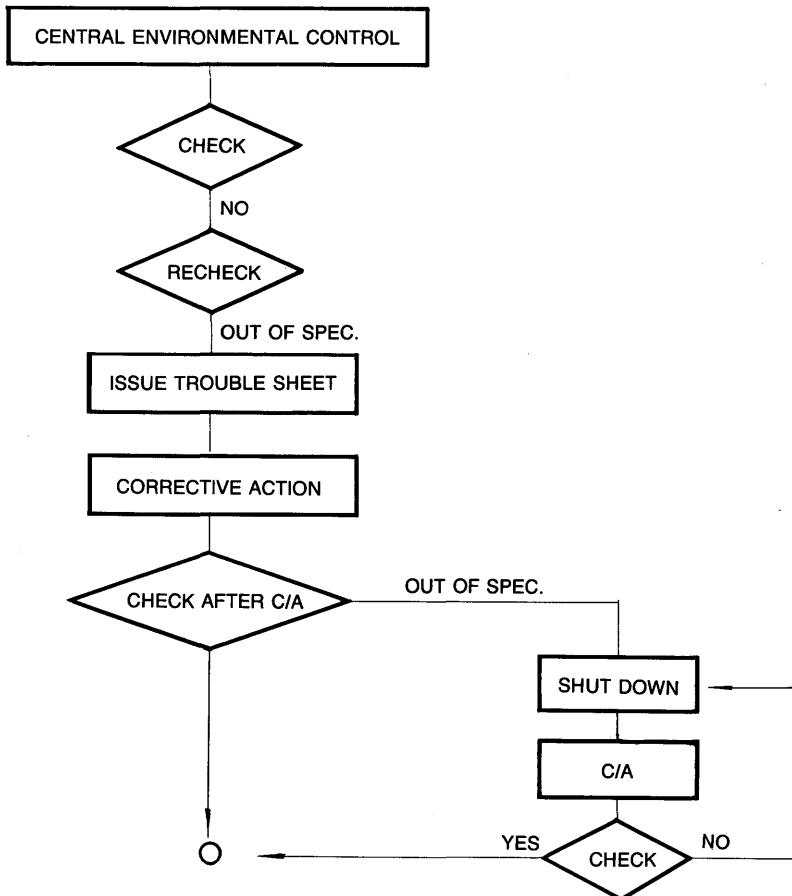 CENTRAL ENVIRONMENTAL CONTROL
CHECK
NO
RECHECK
OUT OF SPEC.
ISSUE TROUBLE SHEET
CORRECTIVE ACTION
CHECK AFTER C/A
OUT OF SPEC.
SHUT DOWN
C/A
YES
CHECK
NO